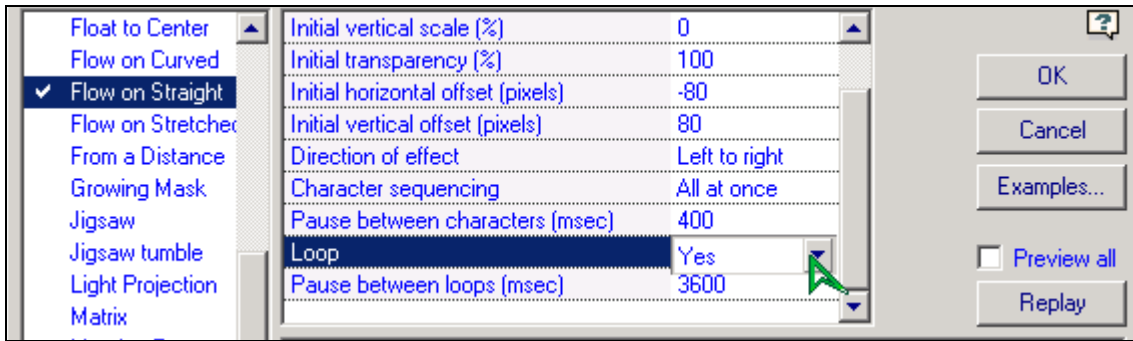 Float to Center
Flow on Curved
Flow on Straight
Flow on Stretched
From a Distance
Growing Mask
Jigsaw
Jigsaw tumble
Light Projection
Matrix
Initial vertical scale (%) 0
Initial transparency (%) 100
Initial horizontal offset (pixels) -80
Initial vertical offset (pixels) 80
Direction of effect Left to right
Character sequencing All at once
Pause between characters (msec) 400
Loop Yes
Pause between loops (msec) 3600
?
OK
Cancel
Examples...
Preview all
Replay